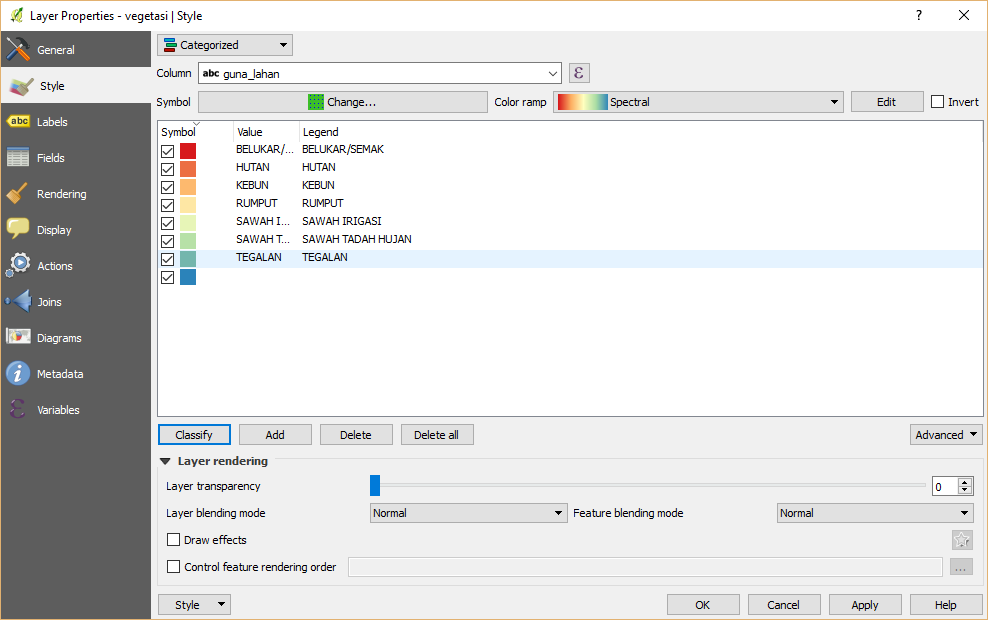 Layer Properties - vegetasi | Style
?
General
Style
Labels
Fields
Rendering
Display
Actions
Joins
Diagrams
Metadata
Variables
Categorized
Column abc guna_lahan ε
Symbol Change... Color ramp Spectral Edit Invert
Symbol Value Legend
BELUKAR/... BELUKAR/SEMAK
HUTAN HUTAN
KEBUN KEBUN
RUMPUT RUMPUT
SAWAH I... SAWAH IRIGASI
SAWAH T... SAWAH TADAH HUJAN
TEGALAN TEGALAN
Classify Add Delete Delete all Advanced
Layer rendering
Layer transparency 0
Layer blending mode Normal Feature blending mode Normal
Draw effects
Control feature rendering order ...
Style OK Cancel Apply Help